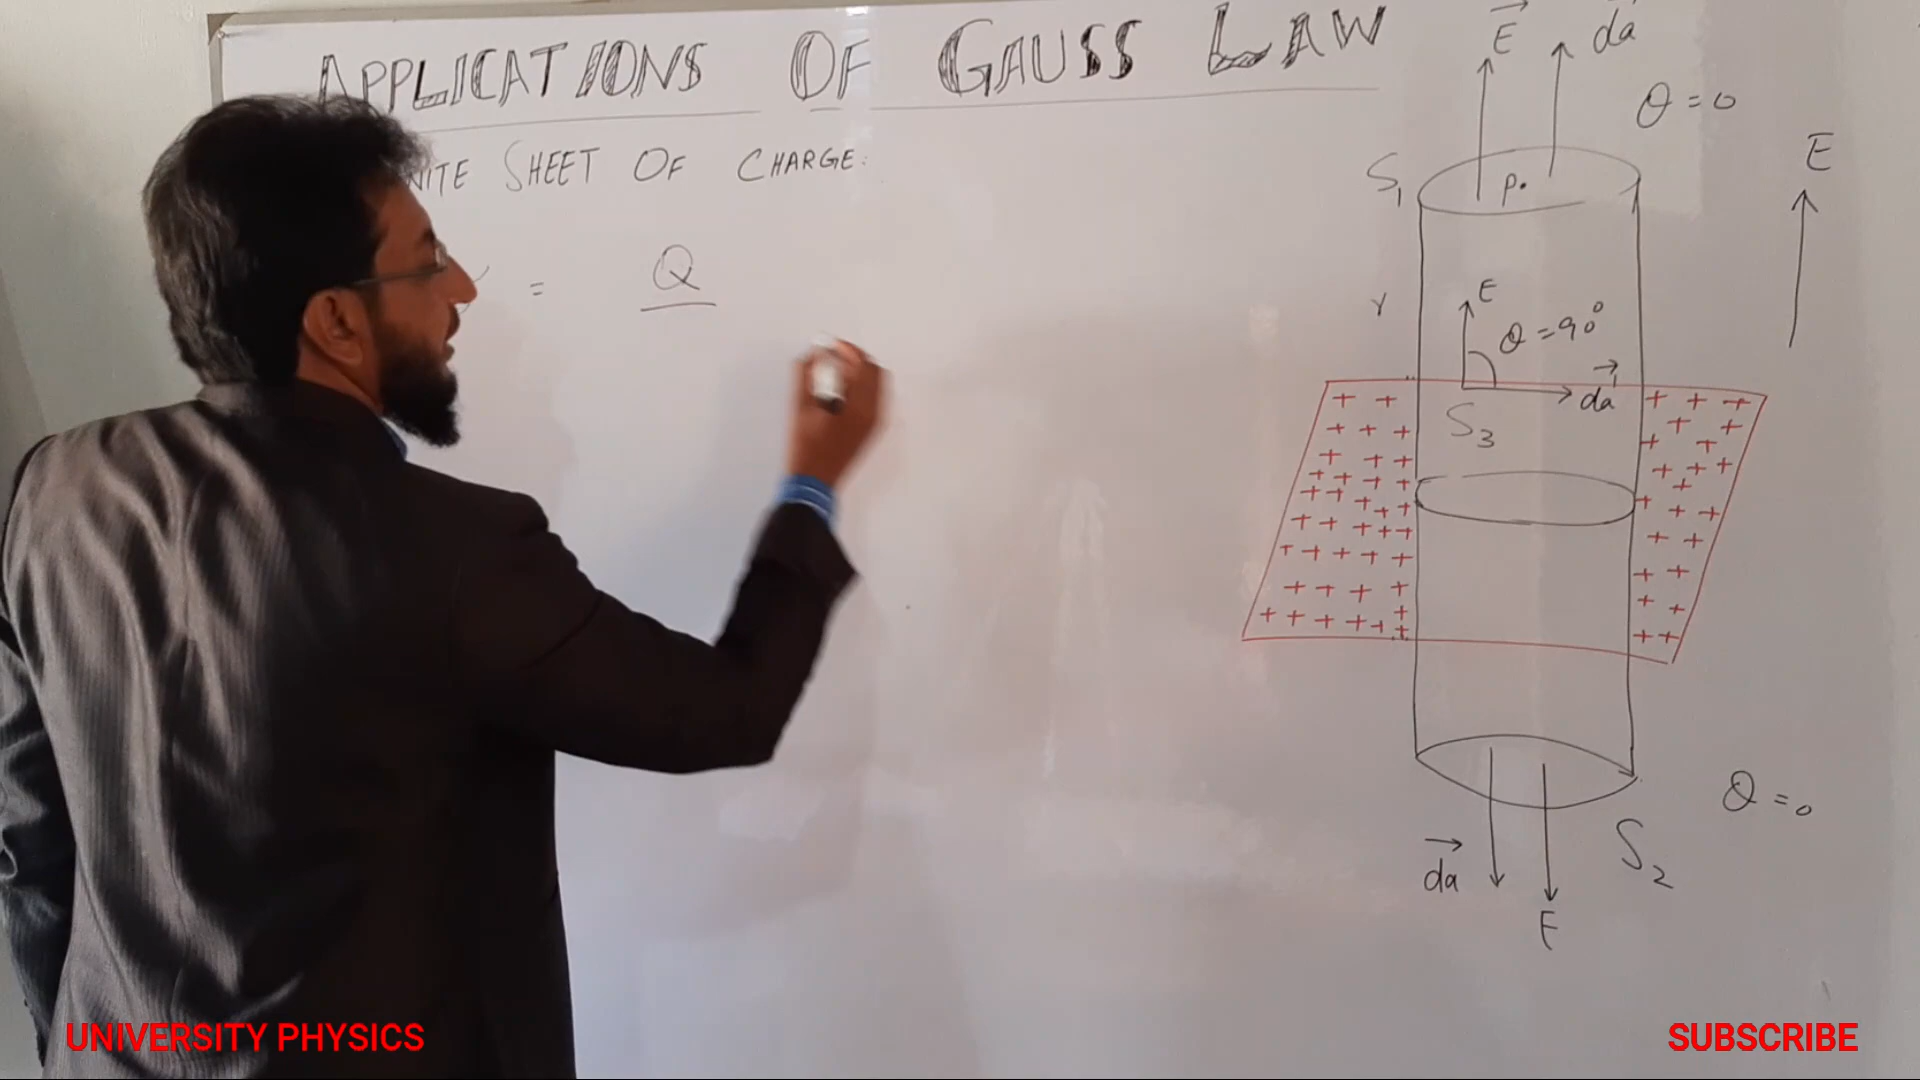 APPLICATIONS OF GAUSS LAW
NITE SHEET OF CHARGE:
= Q
E da
θ = 0
E
S1
P.
r
E
θ = 90°
da
S3
+ + + + +
+ + + + +
+ + + + +
θ = 0
S2
da
E
UNIVERSITY PHYSICS
SUBSCRIBE